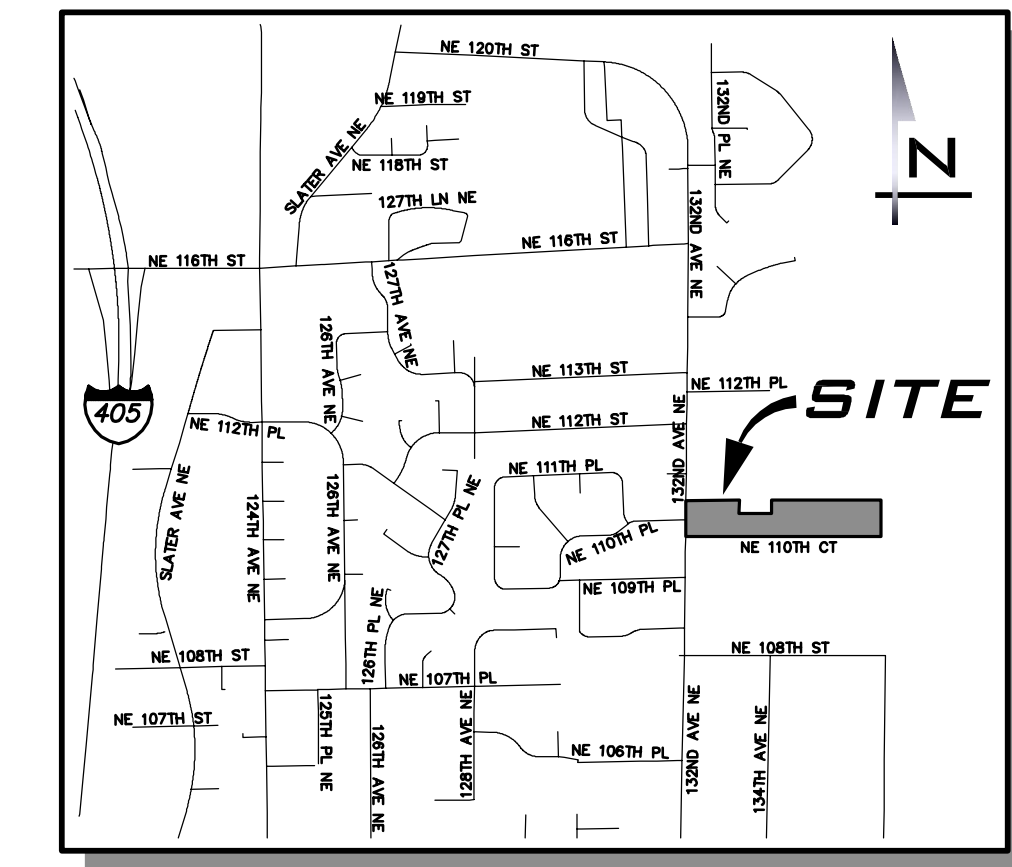 NE 120TH ST
NE 119TH ST
132ND PL NE
SLATER AVE NE
NE 118TH ST
N
127TH LN NE
132ND AVE NE
NE 116TH ST
NE 116TH ST
127TH AVE NE
126TH AVE NE
NE 113TH ST
NE 112TH PL
SITE
405
NE 112TH PL
NE 112TH ST
132ND AVE NE
NE 111TH PL
SLATER AVE NE
124TH AVE NE
126TH AVE NE
127TH PL NE
NE 110TH PL
NE 110TH CT
NE 109TH PL
126TH PL NE
NE 108TH ST
NE 108TH ST
NE 107TH PL
NE 107TH ST
125TH PL NE
126TH AVE NE
128TH AVE NE
NE 106TH PL
132ND AVE NE
134TH AVE NE